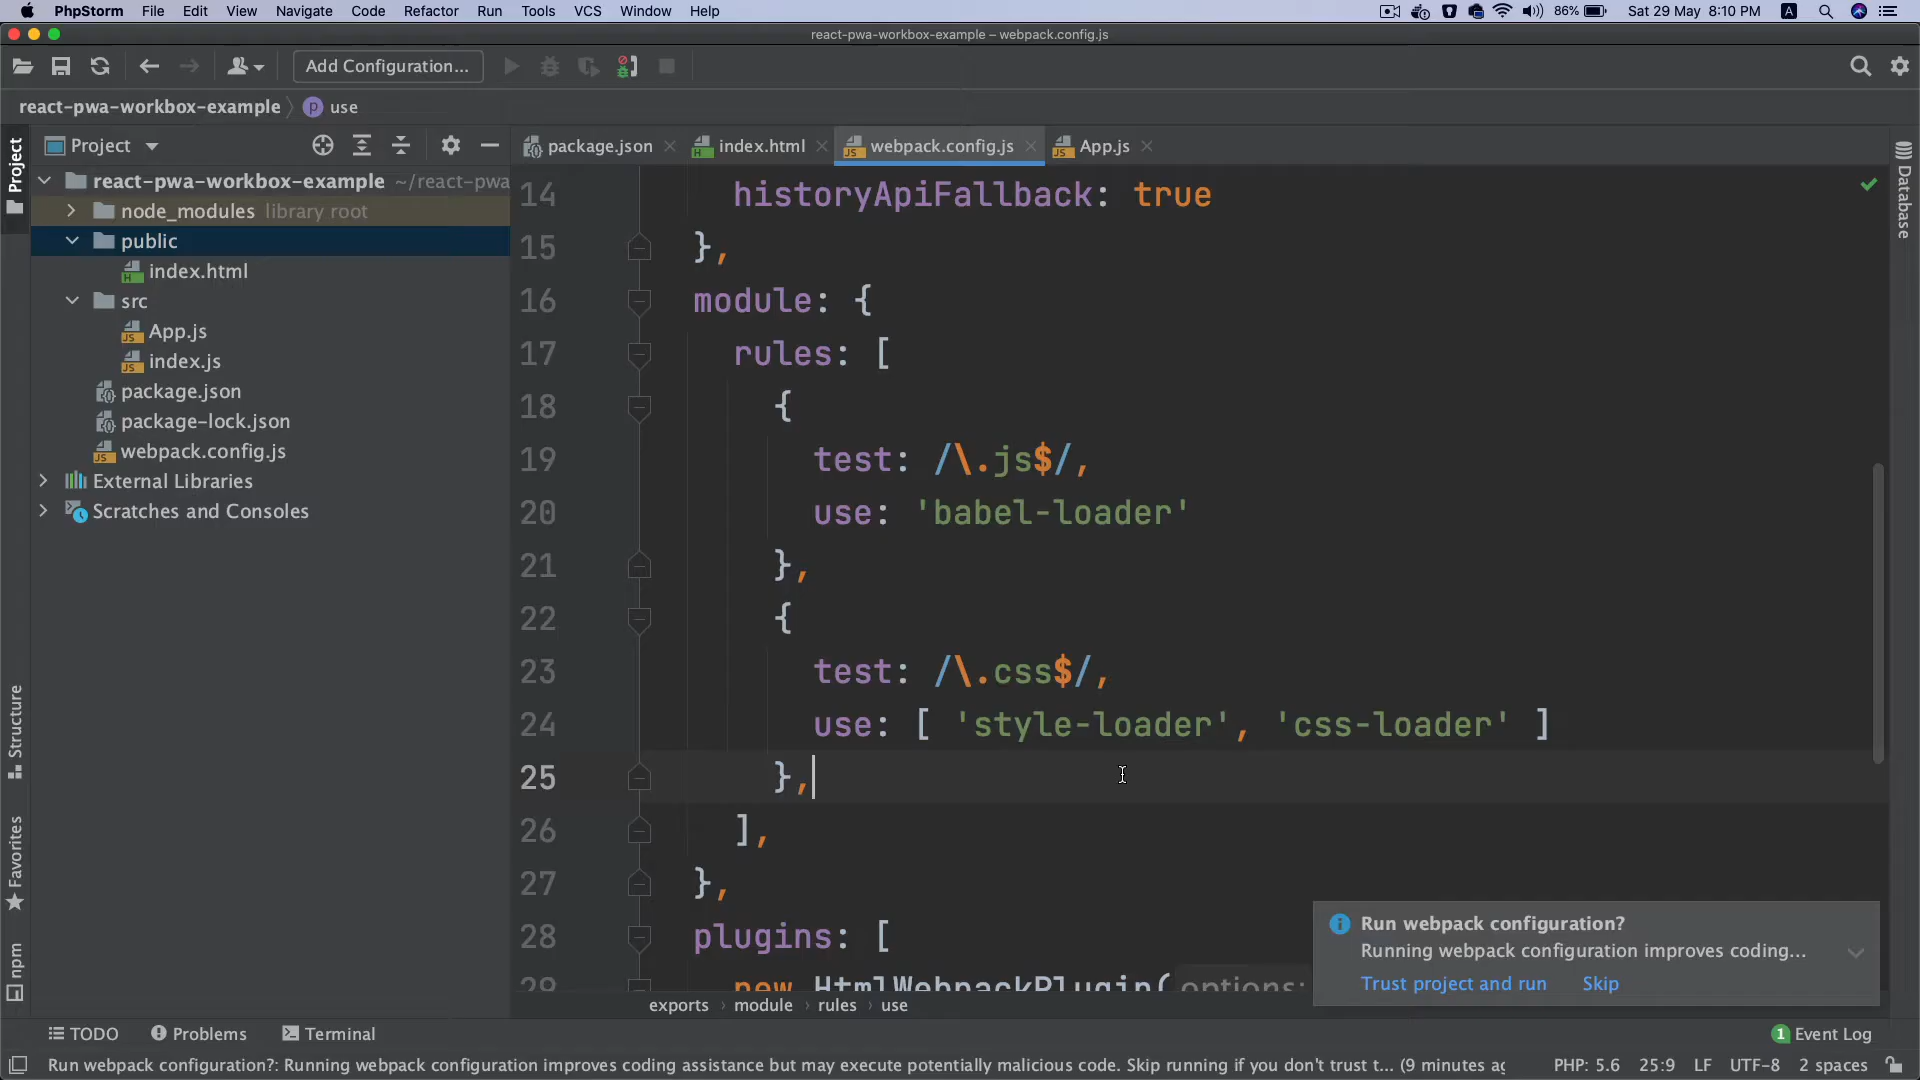 PhpStorm File Edit View Navigate Code Refactor Run Tools VCS Window Help 86% Sat 29 May 8:10 PM A
react-pwa-workbox-example – webpack.config.js
Add Configuration...
react-pwa-workbox-example use
Project
Project
package.json index.html webpack.config.js App.js
react-pwa-workbox-example ~/react-pwa
node_modules library root
public
index.html
src
App.js
index.js
package.json
package-lock.json
webpack.config.js
External Libraries
Scratches and Consoles
14 historyApiFallback: true
15 },
16 module: {
17 rules: [
18 {
19 test: /\.js$/,
20 use: 'babel-loader'
21 },
22 {
23 test: /\.css$/,
24 use: [ 'style-loader', 'css-loader' ]
25 },
26 ],
27 },
28 plugins: [
29 new HtmlWebpackPlugin( options:
Database
Structure
Favorites
npm
Run webpack configuration?
Running webpack configuration improves coding...
Trust project and run Skip
exports › module › rules › use
TODO Problems Terminal 1 Event Log
Run webpack configuration?: Running webpack configuration improves coding assistance but may execute potentially malicious code. Skip running if you don't trust t... (9 minutes ag PHP: 5.6 25:9 LF UTF-8 2 spaces